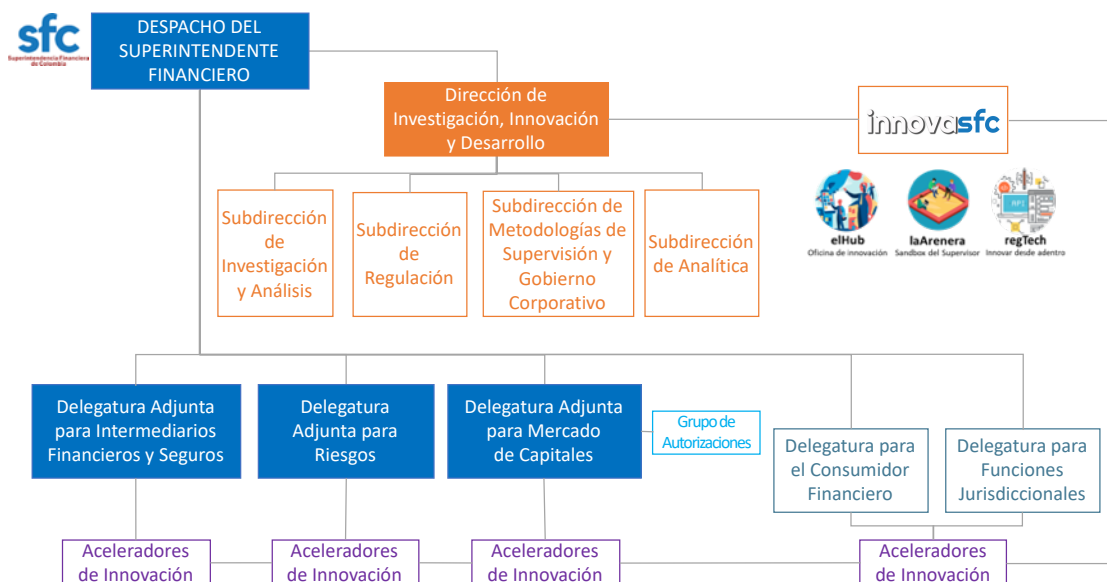 sfc
Superintendencia Financiera
de Colombia
DESPACHO DEL
SUPERINTENDENTE
FINANCIERO
Dirección de
Investigación, Innovación
y Desarrollo
innovasfc
Subdirección
de
Investigación
y Análisis
Subdirección
de
Regulación
Subdirección de
Metodologías de
Supervisión y
Gobierno
Corporativo
Subdirección
de Analítica
elHub
Oficina de innovación
laArenera
Sandbox del Supervisor
API
regTech
Innovar desde adentro
Delegatura Adjunta
para Intermediarios
Financieros y Seguros
Delegatura
Adjunta para
Riesgos
Delegatura Adjunta
para Mercado
de Capitales
Grupo de
Autorizaciones
Delegatura para
el Consumidor
Financiero
Delegatura para
Funciones
Jurisdiccionales
Aceleradores
de Innovación
Aceleradores
de Innovación
Aceleradores
de Innovación
Aceleradores
de Innovación